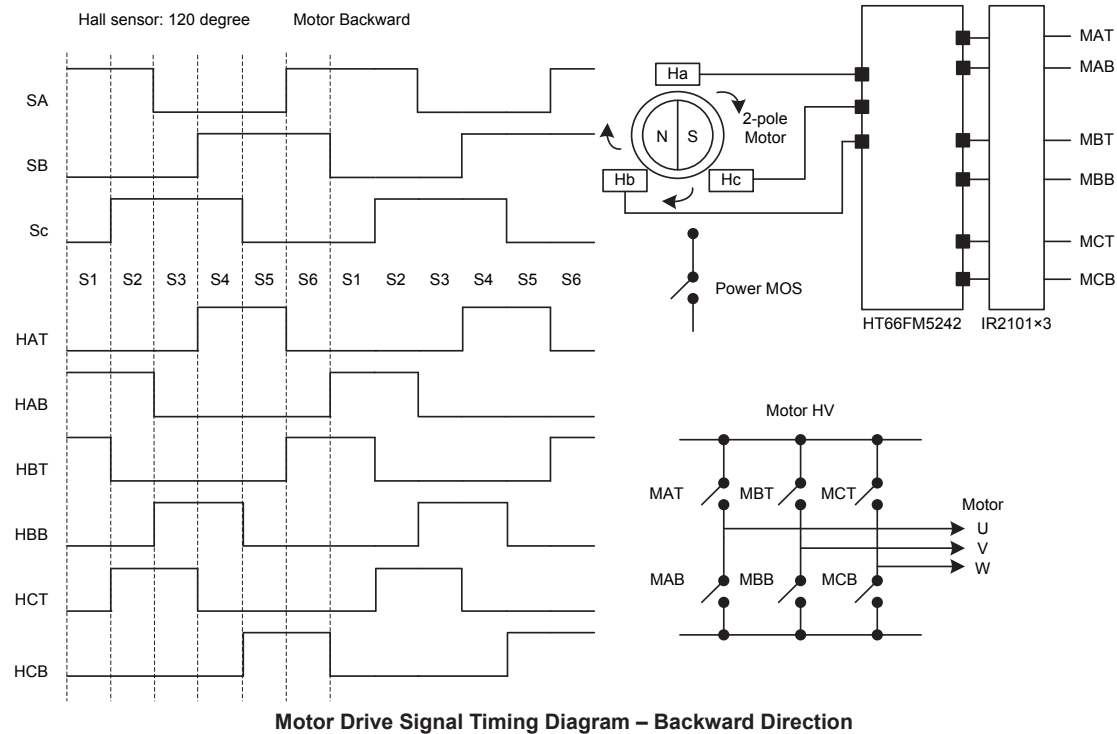 Hall sensor: 120 degree Motor Backward
SA
SB
Sc
S1 S2 S3 S4 S5 S6 S1 S2 S3 S4 S5 S6
HAT
HAB
HBT
HBB
HCT
HCB
Ha
N S
2-pole
Motor
Hb Hc
Power MOS
MAT
MAB
MBT
MBB
MCT
MCB
HT66FM5242 IR2101×3
Motor HV
MAT MBT MCT
Motor
U
V
W
MAB MBB MCB
Motor Drive Signal Timing Diagram – Backward Direction